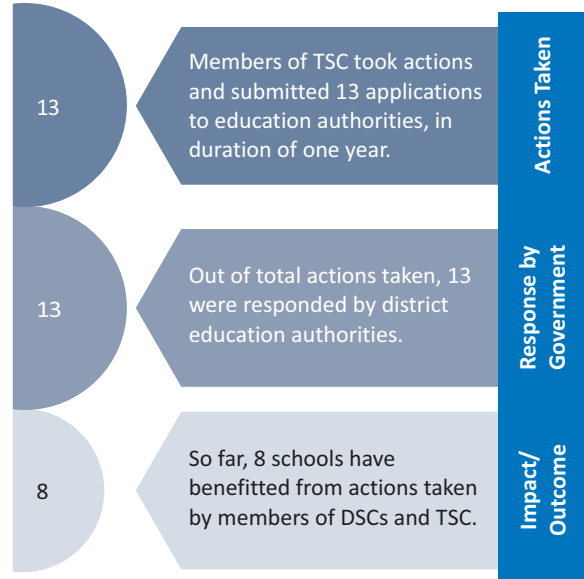 13
Members of TSC took actions
and submitted 13 applications
to education authorities, in
duration of one year.
Actions Taken
13
Out of total actions taken, 13
were responded by district
education authorities.
Response by
Government
8
So far, 8 schools have
benefitted from actions taken
by members of DSCs and TSC.
Impact/
Outcome